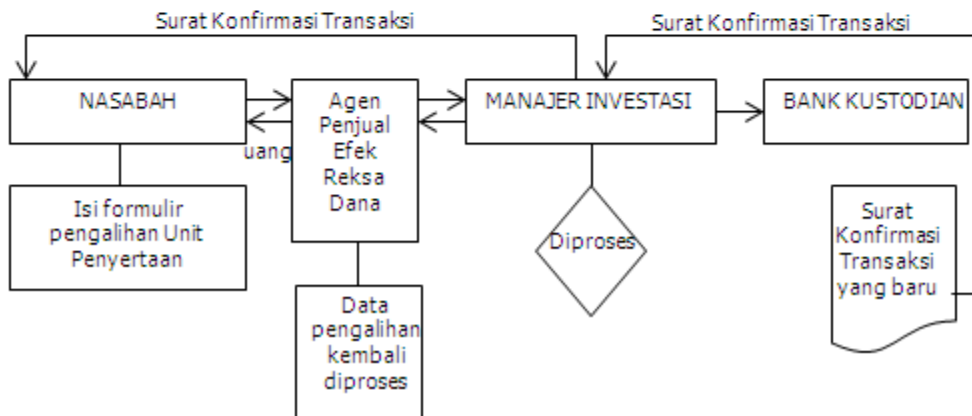 Surat Konfirmasi Transaksi
Surat Konfirmasi Transaksi
NASABAH
Agen
Penjual
Efek
Reksa
Dana
MANAJER INVESTASI
BANK KUSTODIAN
uang
Isi formulir
pengalihan Unit
Penyertaan
Diproses
Surat
Konfirmasi
Transaksi
yang baru
Data
pengalihan
kembali
diproses